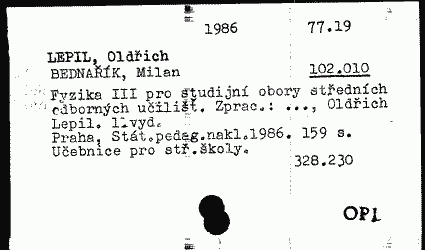 1986 77.19
LEPIL, Oldřich
BEDNAŘÍK, Milan 102.010
Fyzika III pro studijní obory středních
odborných učilišť. Zprac.: ..., Oldřich
Lepil. 1.vyd.
Praha, Stát.pedag.nakl.1986. 159 s.
Učebnice pro stř.školy.
328.230
OPL